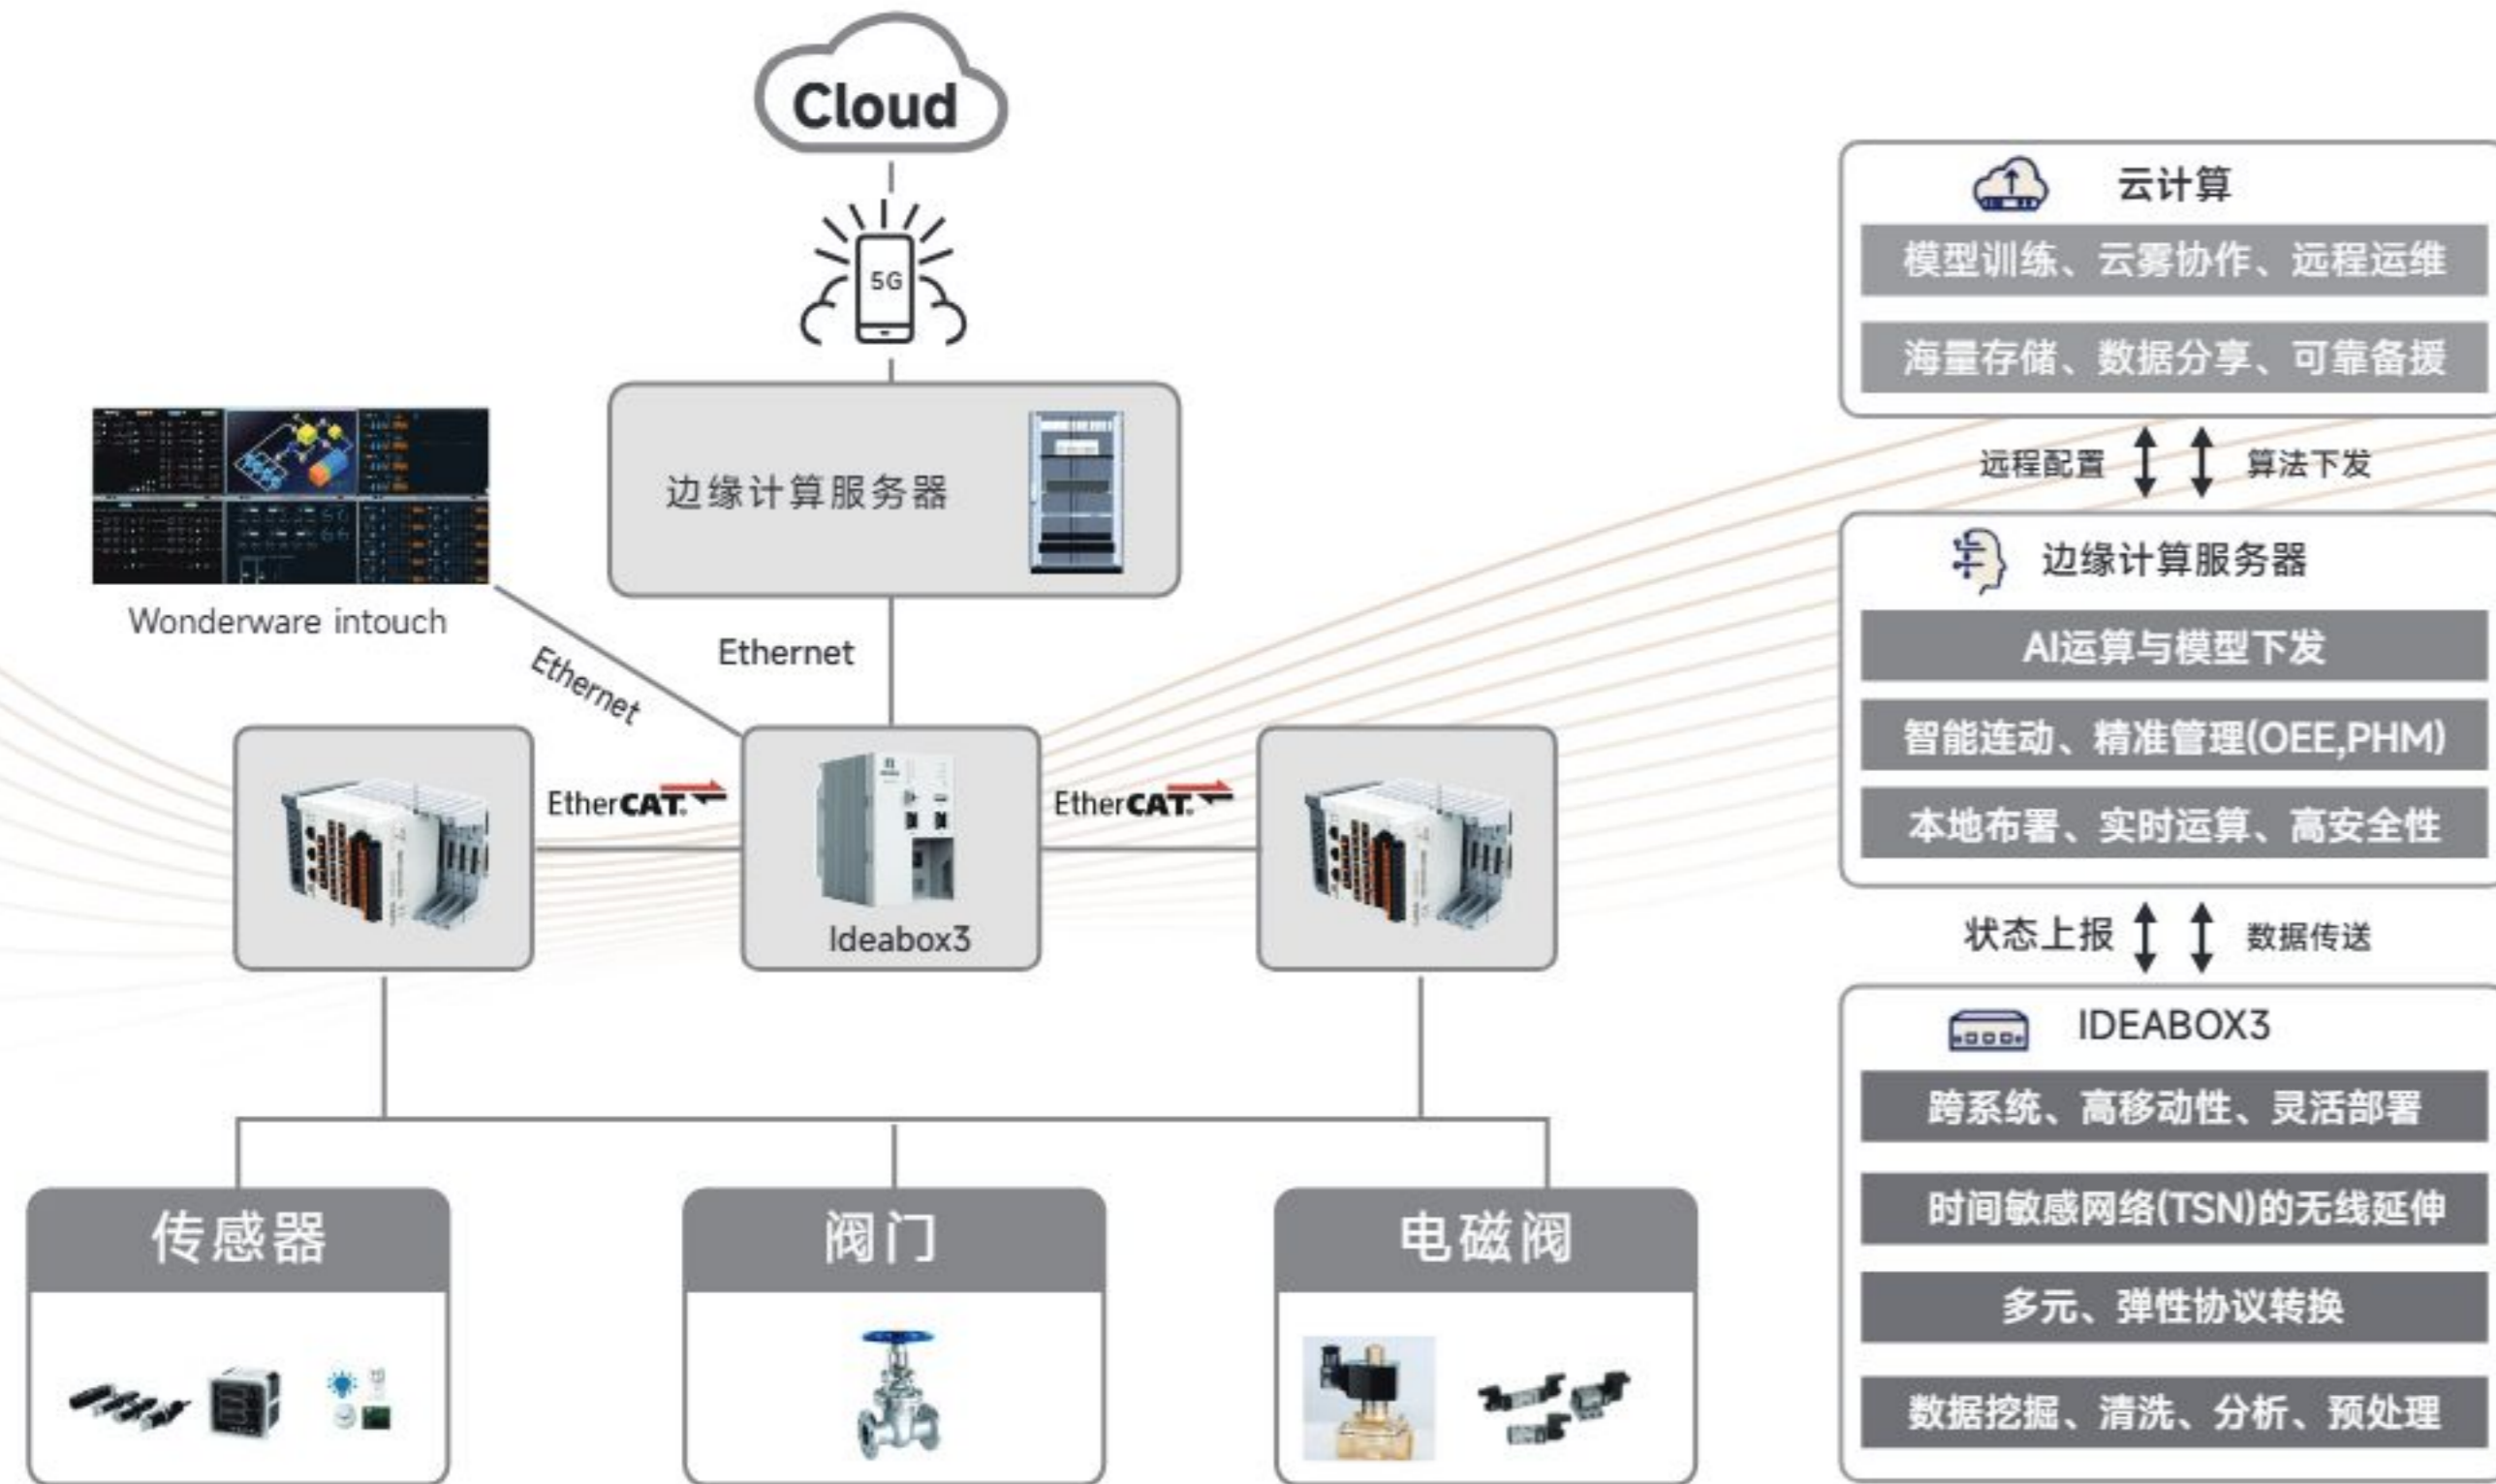 Cloud
5G
边缘计算服务器
Wonderware intouch
Ethernet
Ethernet
EtherCAT
EtherCAT
Ideabox3
传感器
阀门
电磁阀
云计算
模型训练、云雾协作、远程运维
海量存储、数据分享、可靠备援
远程配置
算法下发
边缘计算服务器
AI运算与模型下发
智能连动、精准管理(OEE,PHM)
本地布署、实时运算、高安全性
状态上报
数据传送
IDEABOX3
跨系统、高移动性、灵活部署
时间敏感网络(TSN)的无线延伸
多元、弹性协议转换
数据挖掘、清洗、分析、预处理